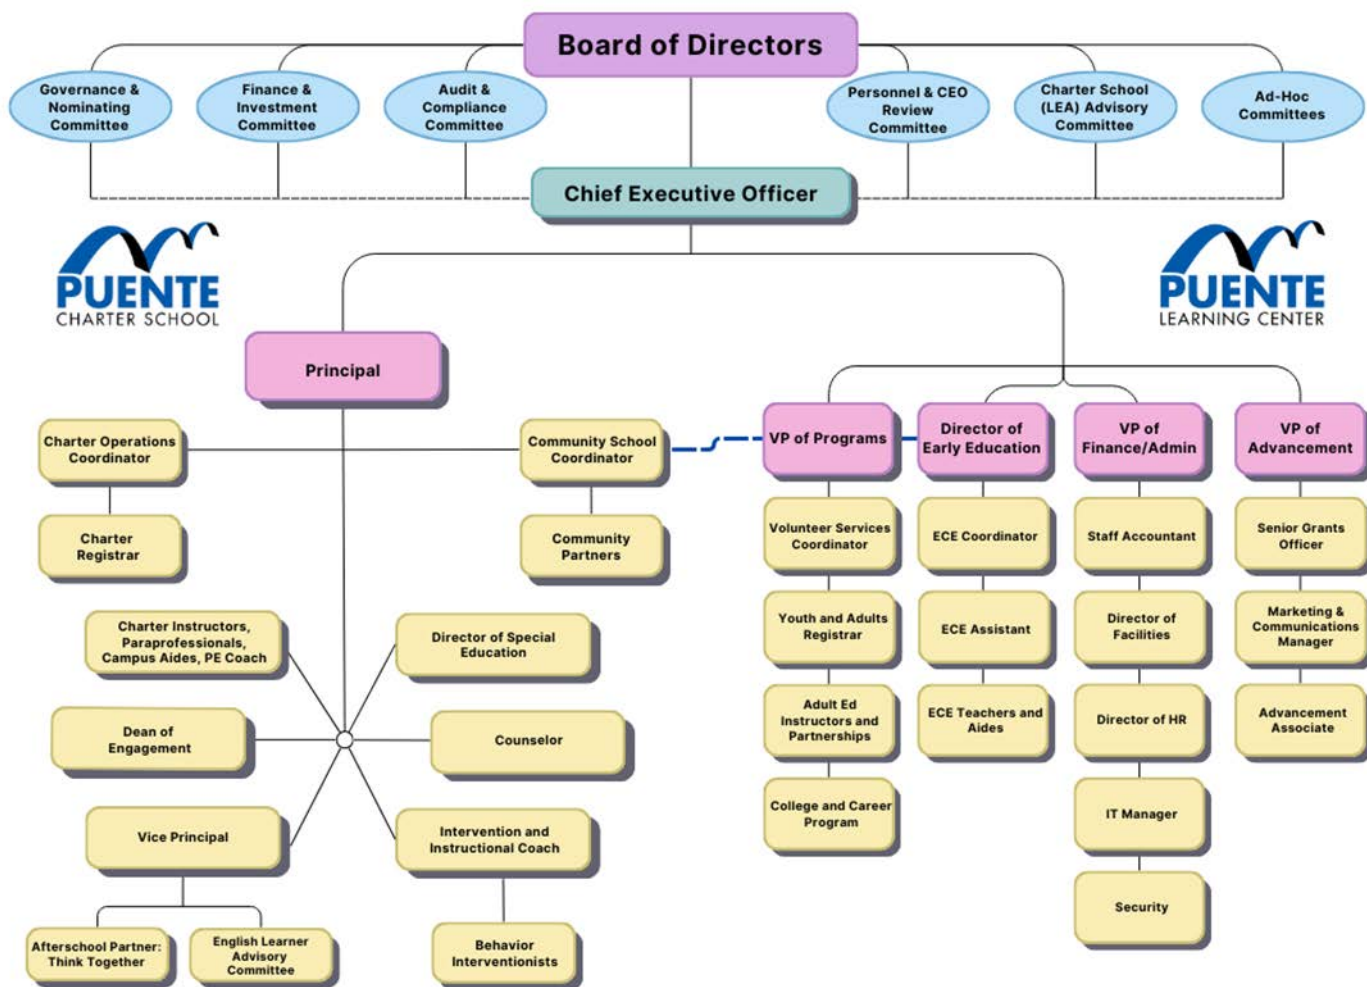 Board of Directors
Governance &
Nominating
Committee
Finance &
Investment
Committee
Audit &
Compliance
Committee
Personnel & CEO
Review
Committee
Charter School
(LEA) Advisory
Committee
Ad-Hoc
Committees
Chief Executive Officer
PUENTE
CHARTER SCHOOL
PUENTE
LEARNING CENTER
Principal
Charter Operations
Coordinator
Community School
Coordinator
VP of Programs
Director of
Early Education
VP of
Finance/Admin
VP of
Advancement
Charter
Registrar
Community
Partners
Volunteer Services
Coordinator
ECE Coordinator
Staff Accountant
Senior Grants
Officer
Charter Instructors,
Paraprofessionals,
Campus Aides, PE Coach
Director of Special
Education
Youth and Adults
Registrar
ECE Assistant
Director of
Facilities
Marketing &
Communications
Manager
Dean of
Engagement
Counselor
Adult Ed
Instructors and
Partnerships
ECE Teachers and
Aides
Director of HR
Advancement
Associate
Vice Principal
Intervention and
Instructional Coach
College and Career
Program
IT Manager
Afterschool Partner:
Think Together
English Learner
Advisory
Committee
Behavior
Interventionists
Security